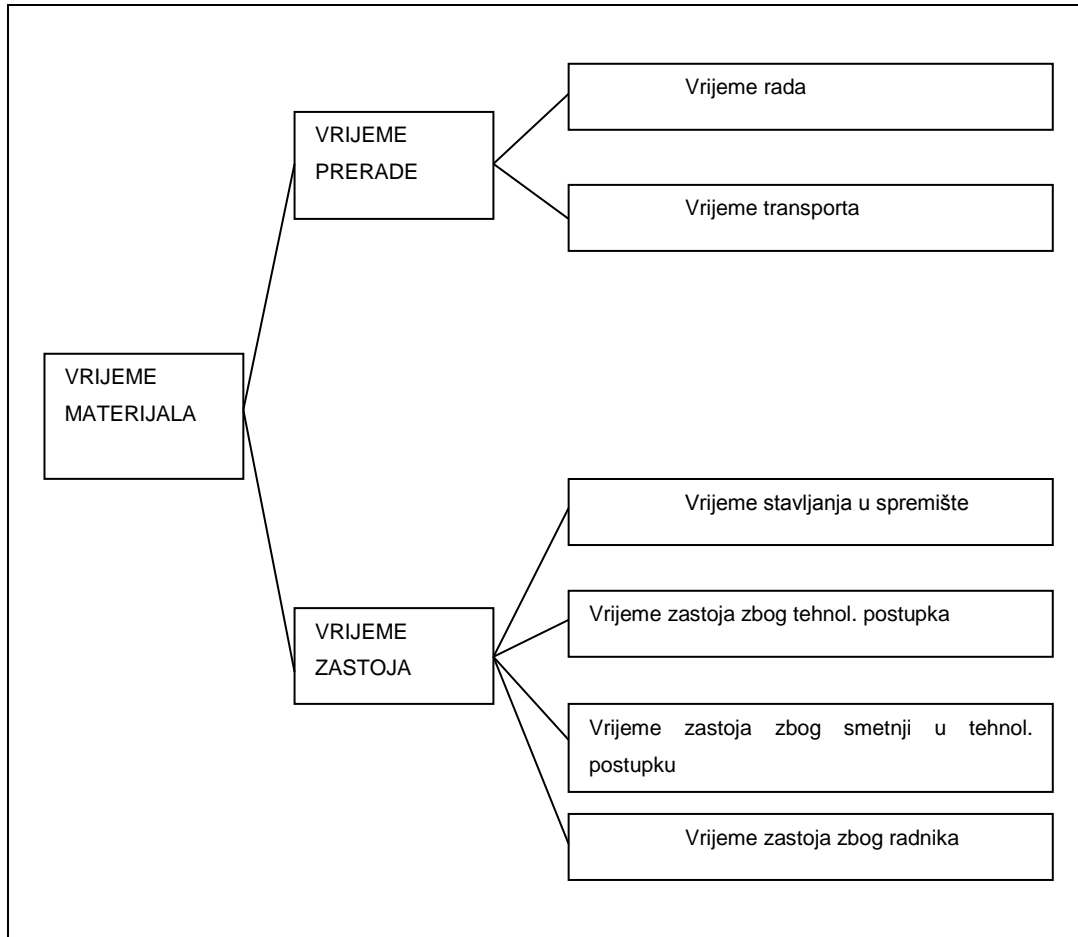 Vrijeme rada
VRIJEME
PRERADE
Vrijeme transporta
VRIJEME
MATERIJALA
Vrijeme stavljanja u spremište
Vrijeme zastoja zbog tehnol. postupka
VRIJEME
ZASTOJA
Vrijeme zastoja zbog smetnji u tehnol.
postupku
Vrijeme zastoja zbog radnika